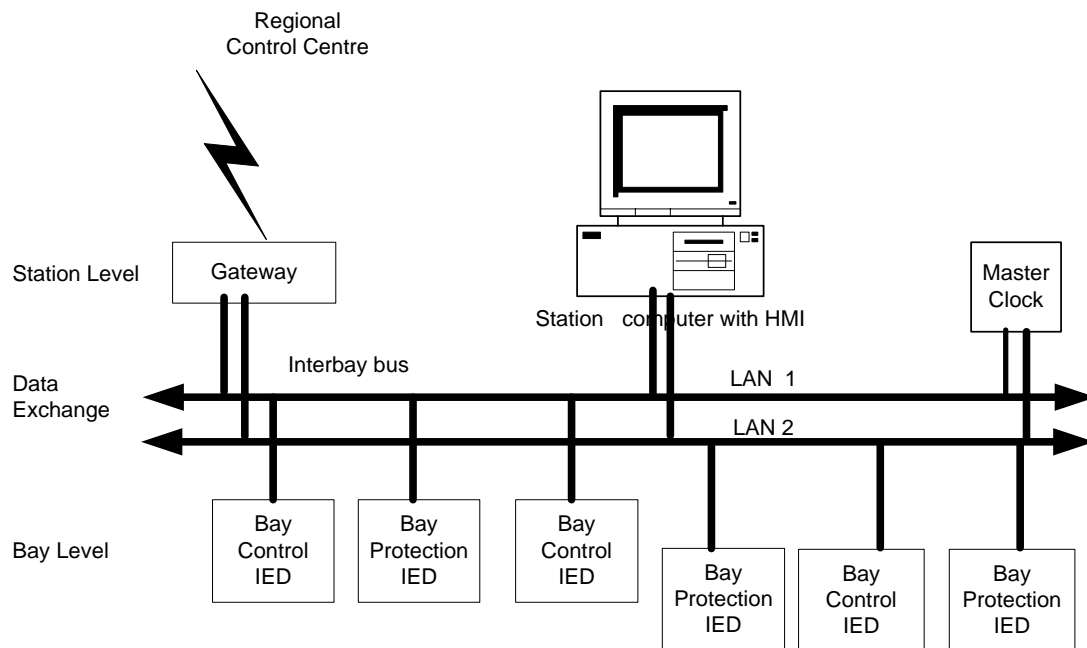 Regional
Control Centre
Station Level
Gateway
Master
Clock
Station computer with HMI
Interbay bus
Data
Exchange
LAN 1
LAN 2
Bay Level
Bay
Control
IED
Bay
Protection
IED
Bay
Control
IED
Bay
Protection
IED
Bay
Control
IED
Bay
Protection
IED